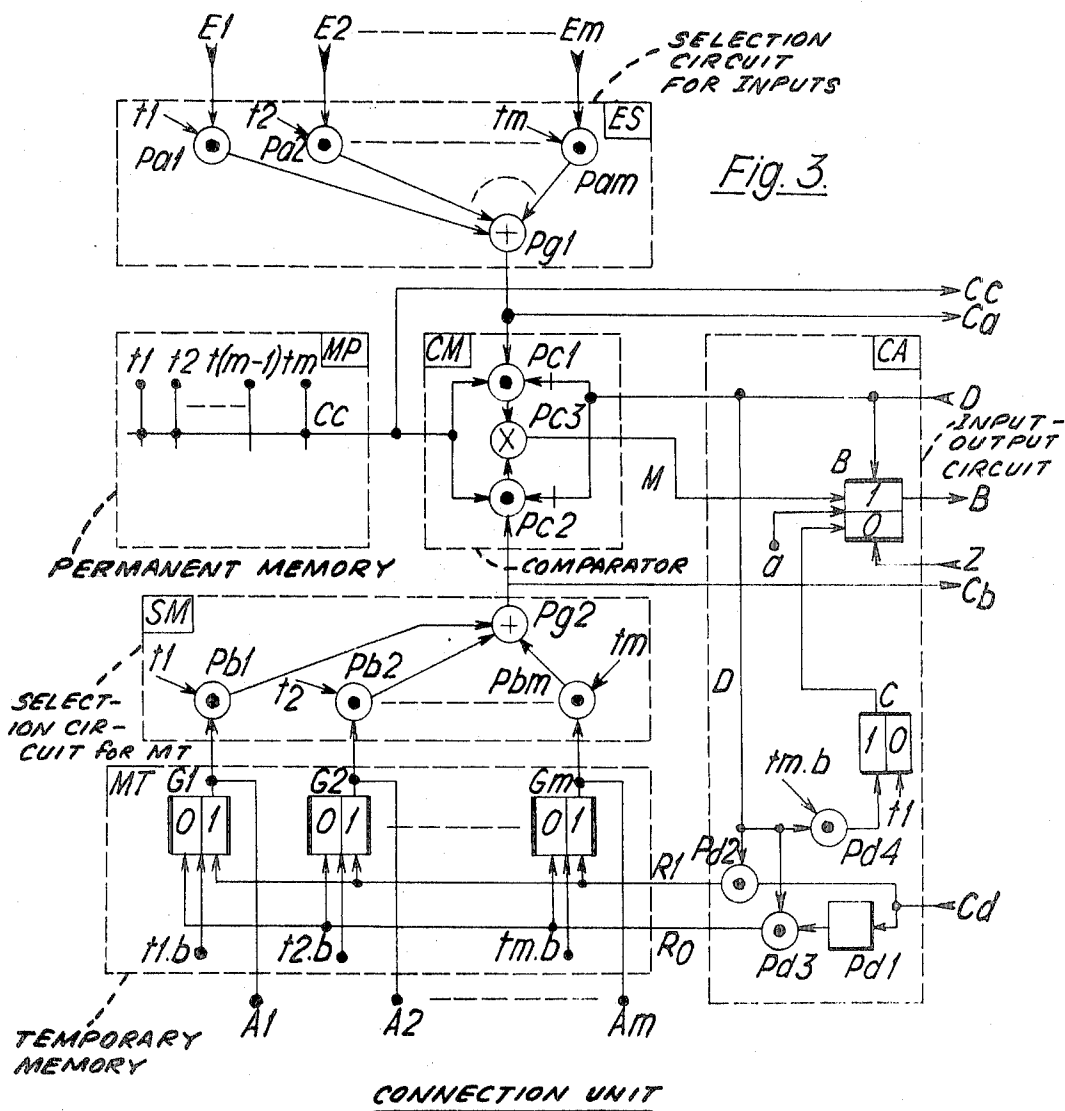 E1 E2 Em
SELECTION
CIRCUIT
FOR INPUTS
t1 t2 tm ES
Pa1 Pa2 Pam
Fig. 3.
+ Pg1
Cc
Ca
t1 t2 t(m-1) tm MP CM Pc1 CA
Cc Pc3 D
X
INPUT-
OUTPUT
CIRCUIT
B
M 1 B
Pc2 0
a Z
PERMANENT MEMORY COMPARATOR
Cb
SM + Pg2
t1 Pb1 Pb2 Pbm tm
t2 D
SELECT-
ION CIR-
CUIT for MT
C
1 0
MT G1 G2 Gm tm.b
0 1 0 1 0 1 t1
R1 Pd2 Pd4
Cd
t1.b t2.b tm.b R0 Pd3 Pd1
A1 A2 Am
TEMPORARY
MEMORY
CONNECTION UNIT